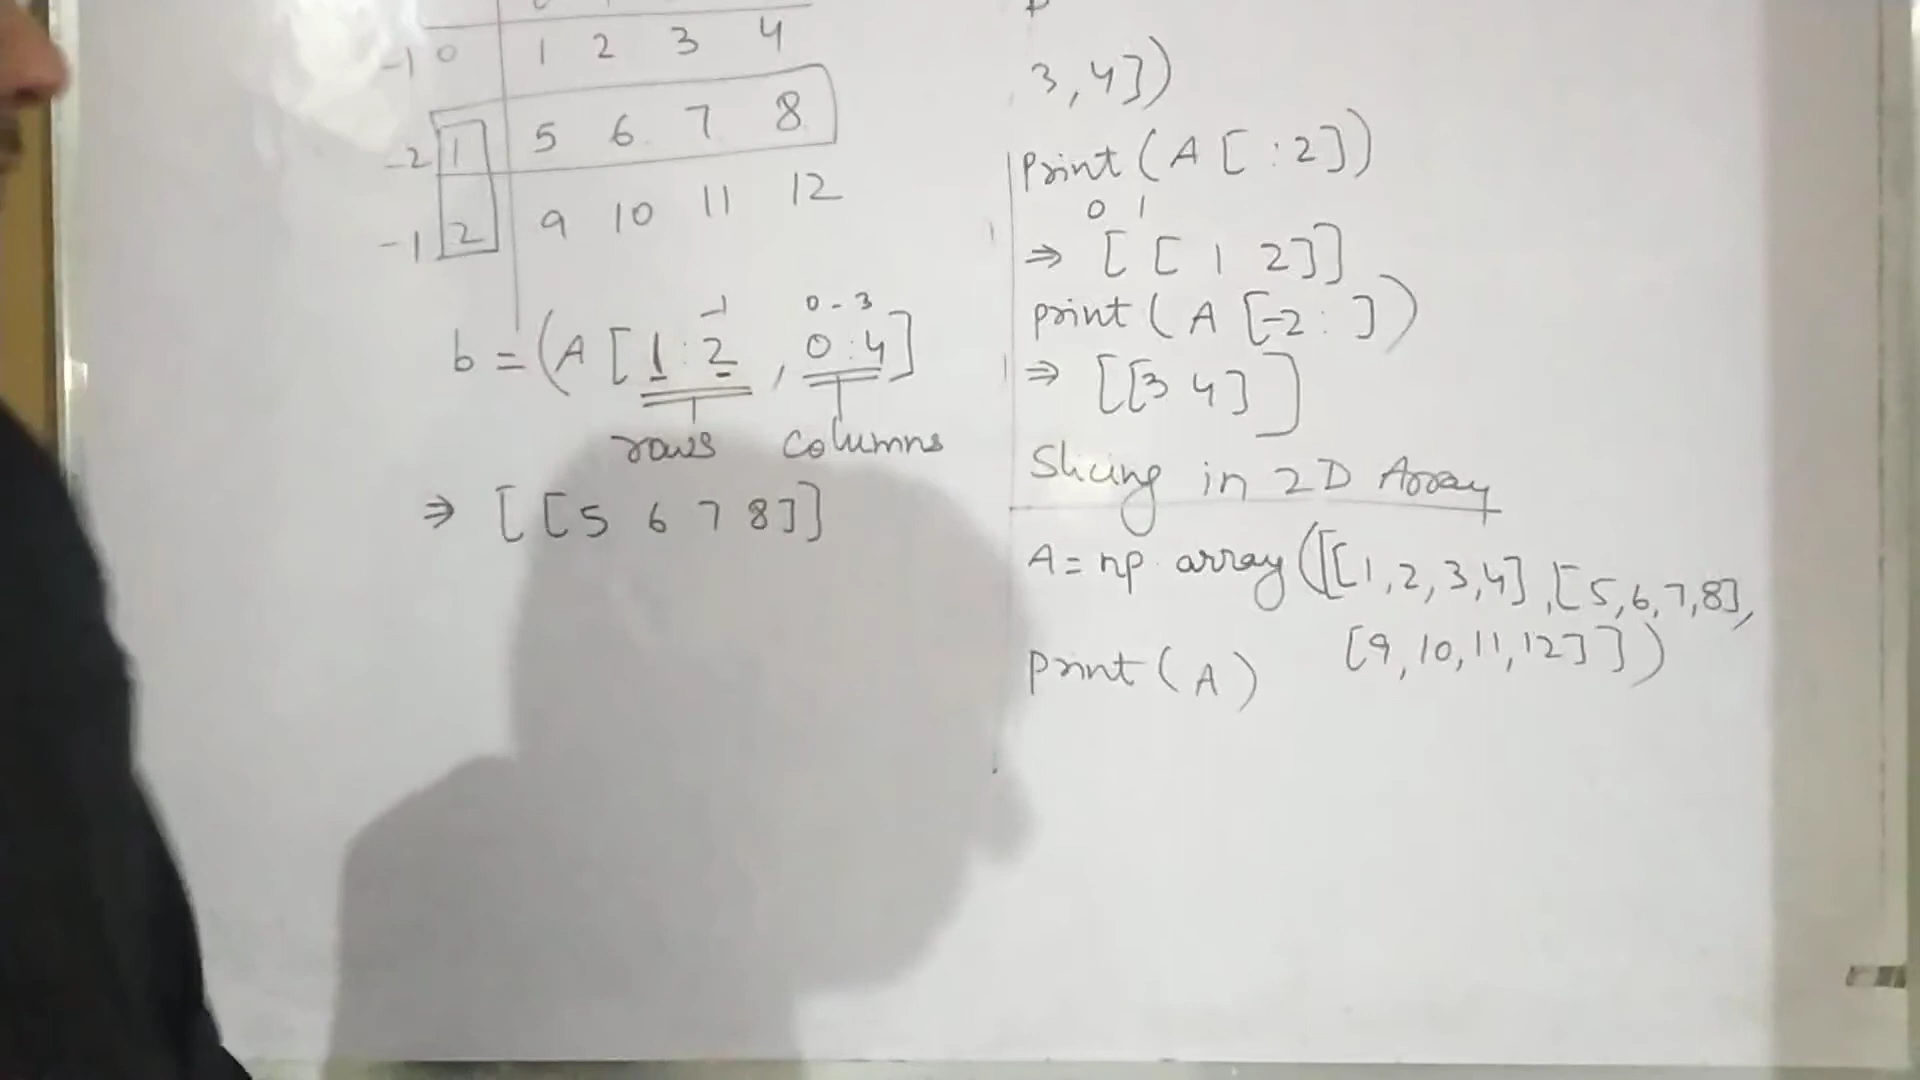 -1 0 1 2 3 4
-2 1 5 6 7 8
-1 2 9 10 11 12
-1 0-3
b = (A [1:2, 0:4]
rows columns
⇒ [[5 6 7 8]]
3,4])
Print (A [:2])
0 1
⇒ [[1 2]]
print (A [-2: ])
⇒ [[3 4]]
Slicing in 2D Array
A = np. array ([[1,2,3,4],[5,6,7,8],
[9,10,11,12]])
print (A)